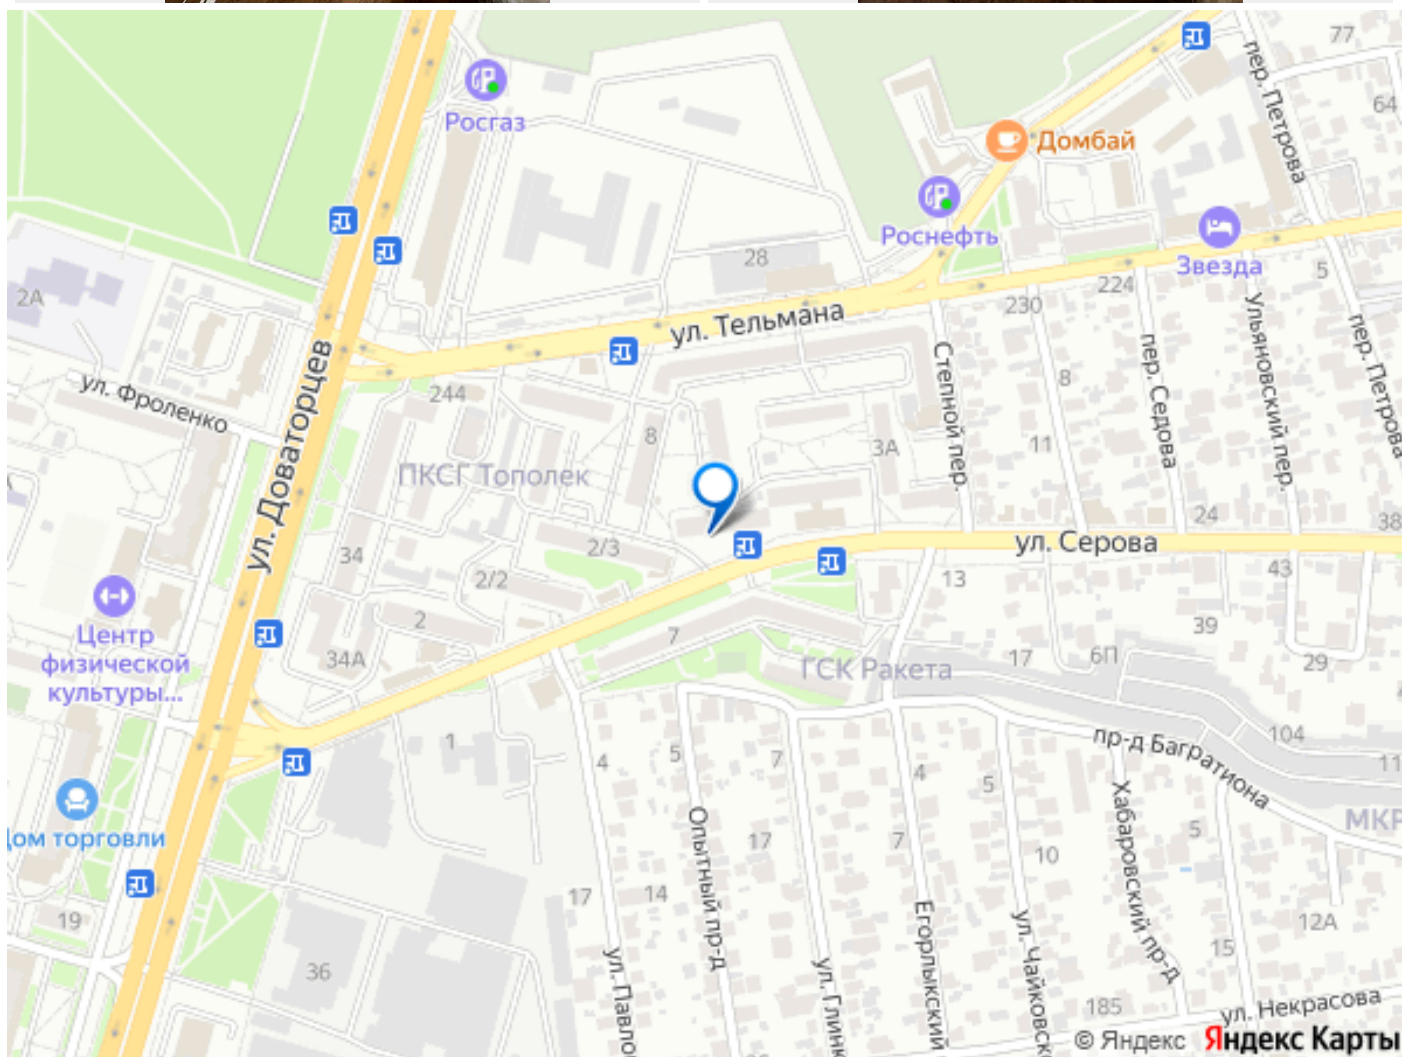 77
пер. Петрова
64
Росгаз
Домбай
Роснефть
Звезда
28
2А
5
224
230
ул. Тельмана
ул. Доваторцев
ул. Фроленко
244
8
Степной пер.
8
пер. Седова
Ульяновский пер.
пер. Петрова
11
3А
ПКСГ Тополек
24
38
ул. Серова
34
2/3
2/2
2
13
43
39
Центр
физической
культуры...
34А
7
ГСК Ракета
17
6П
29
1
4
5
7
4
5
пр-д Багратиона
104
11
Дом торговли
Опытный пр-д
17
7
10
Хабаровский пр-д
5
МКР
19
17
14
Егорлыкский
ул. Чайковск
12А
15
36
ул. Павло
ул. Глинк
185
ул. Некрасова
© Яндекс Яндекс Карты